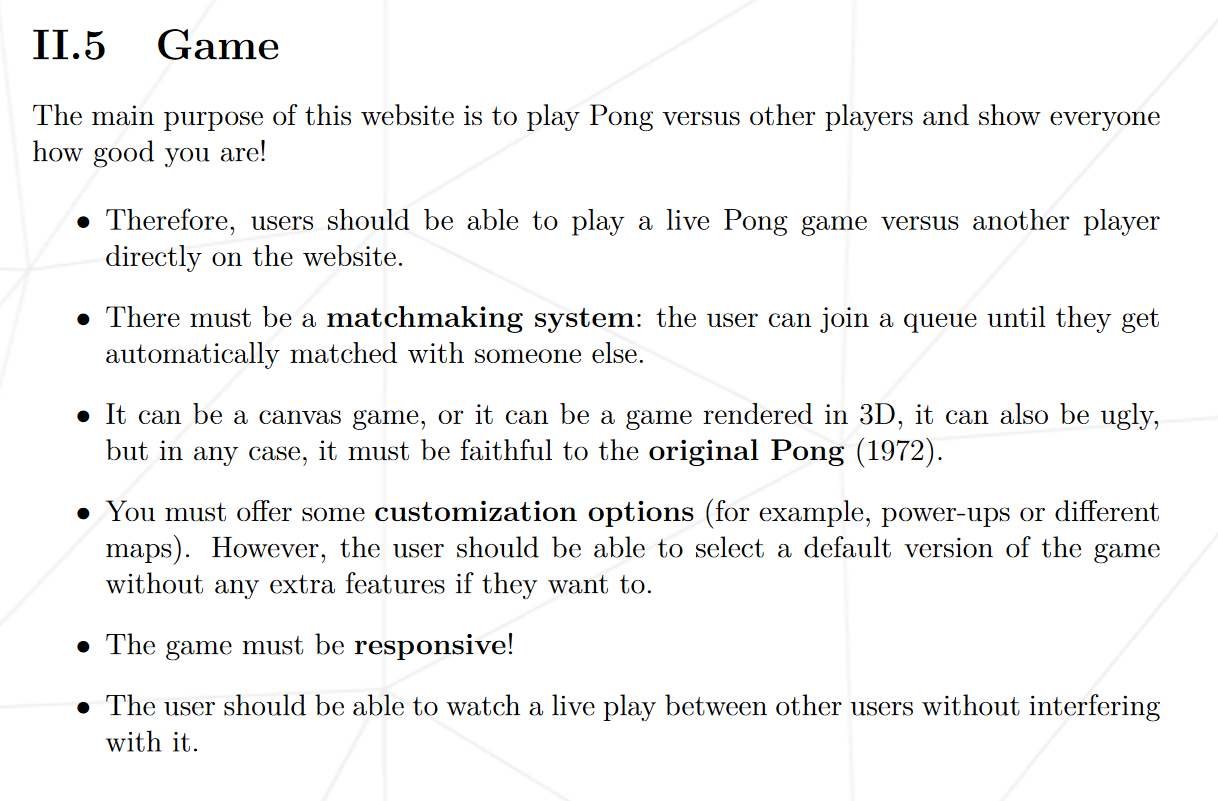 II.5 Game
The main purpose of this website is to play Pong versus other players and show everyone
how good you are!
• Therefore, users should be able to play a live Pong game versus another player
directly on the website.
• There must be a matchmaking system: the user can join a queue until they get
automatically matched with someone else.
• It can be a canvas game, or it can be a game rendered in 3D, it can also be ugly,
but in any case, it must be faithful to the original Pong (1972).
• You must offer some customization options (for example, power-ups or different
maps). However, the user should be able to select a default version of the game
without any extra features if they want to.
• The game must be responsive!
• The user should be able to watch a live play between other users without interfering
with it.